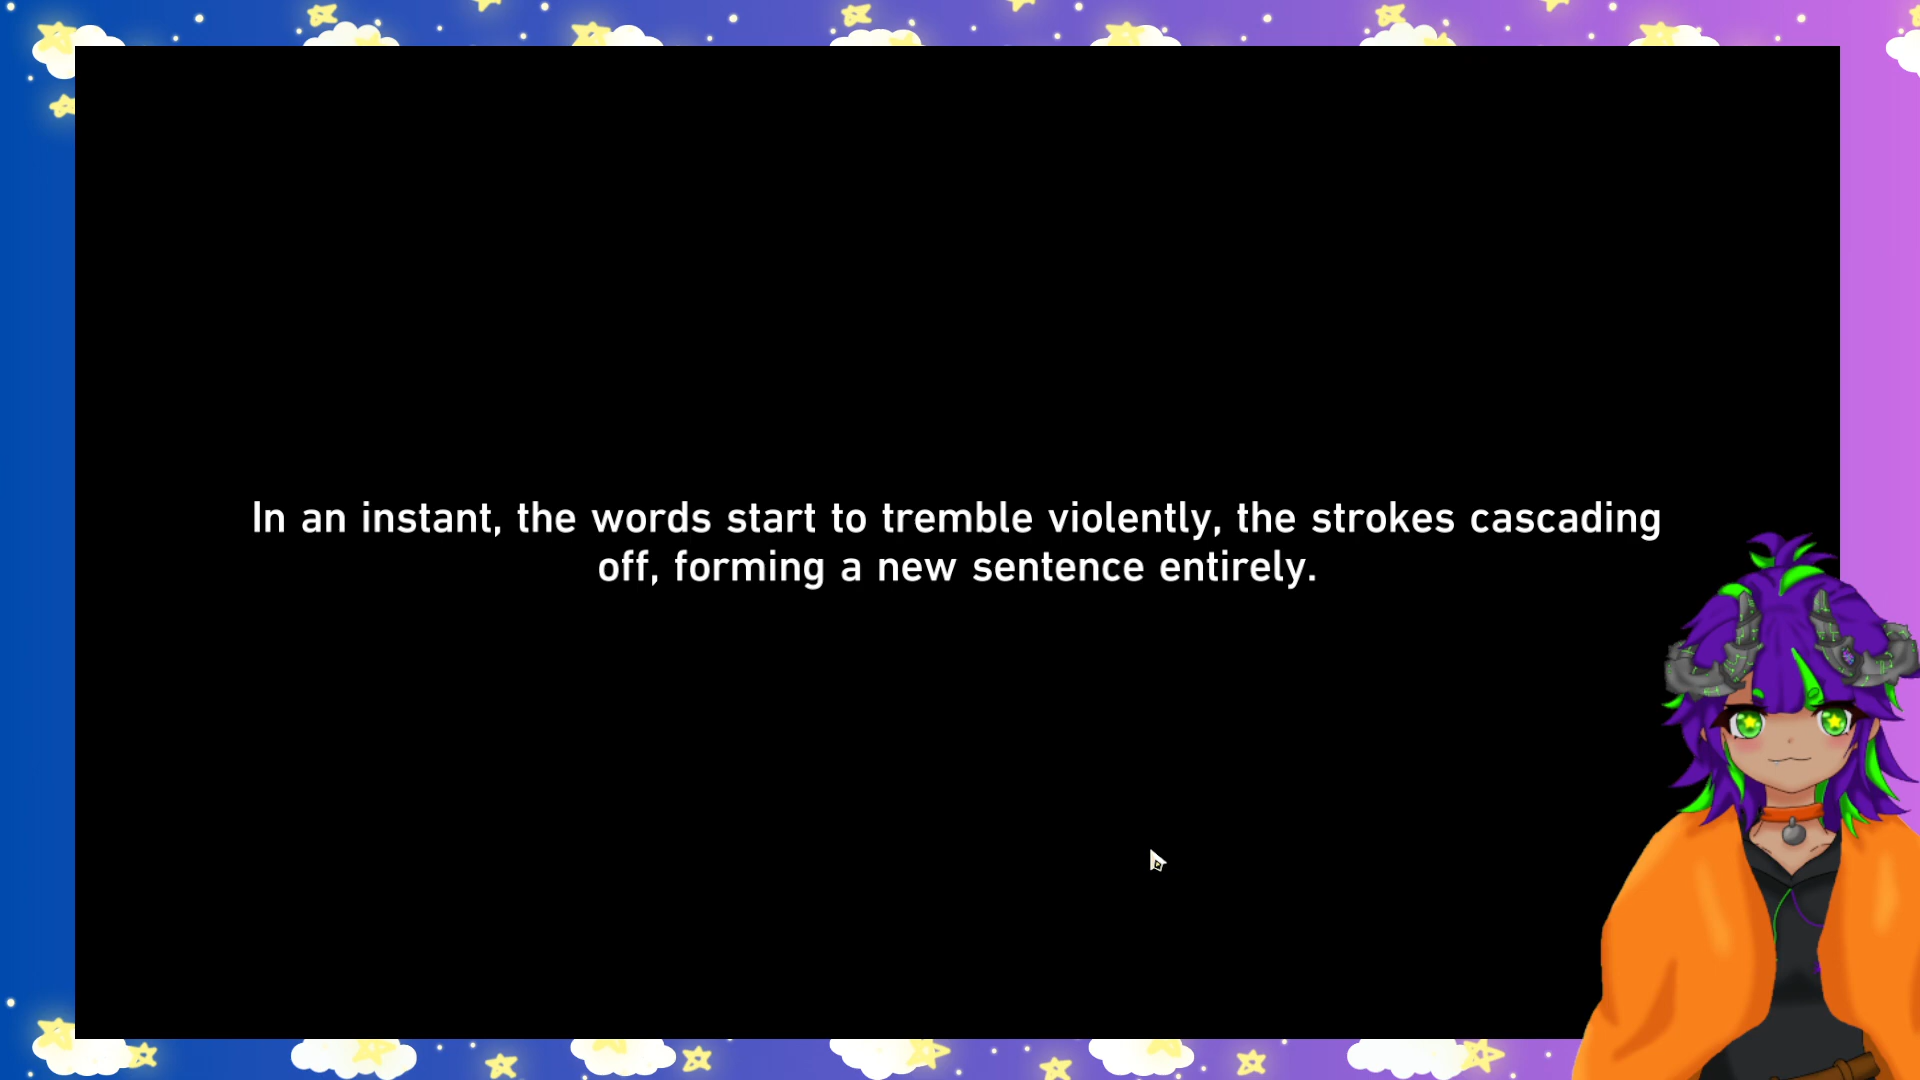 In an instant, the words start to tremble violently, the strokes cascading
off, forming a new sentence entirely.